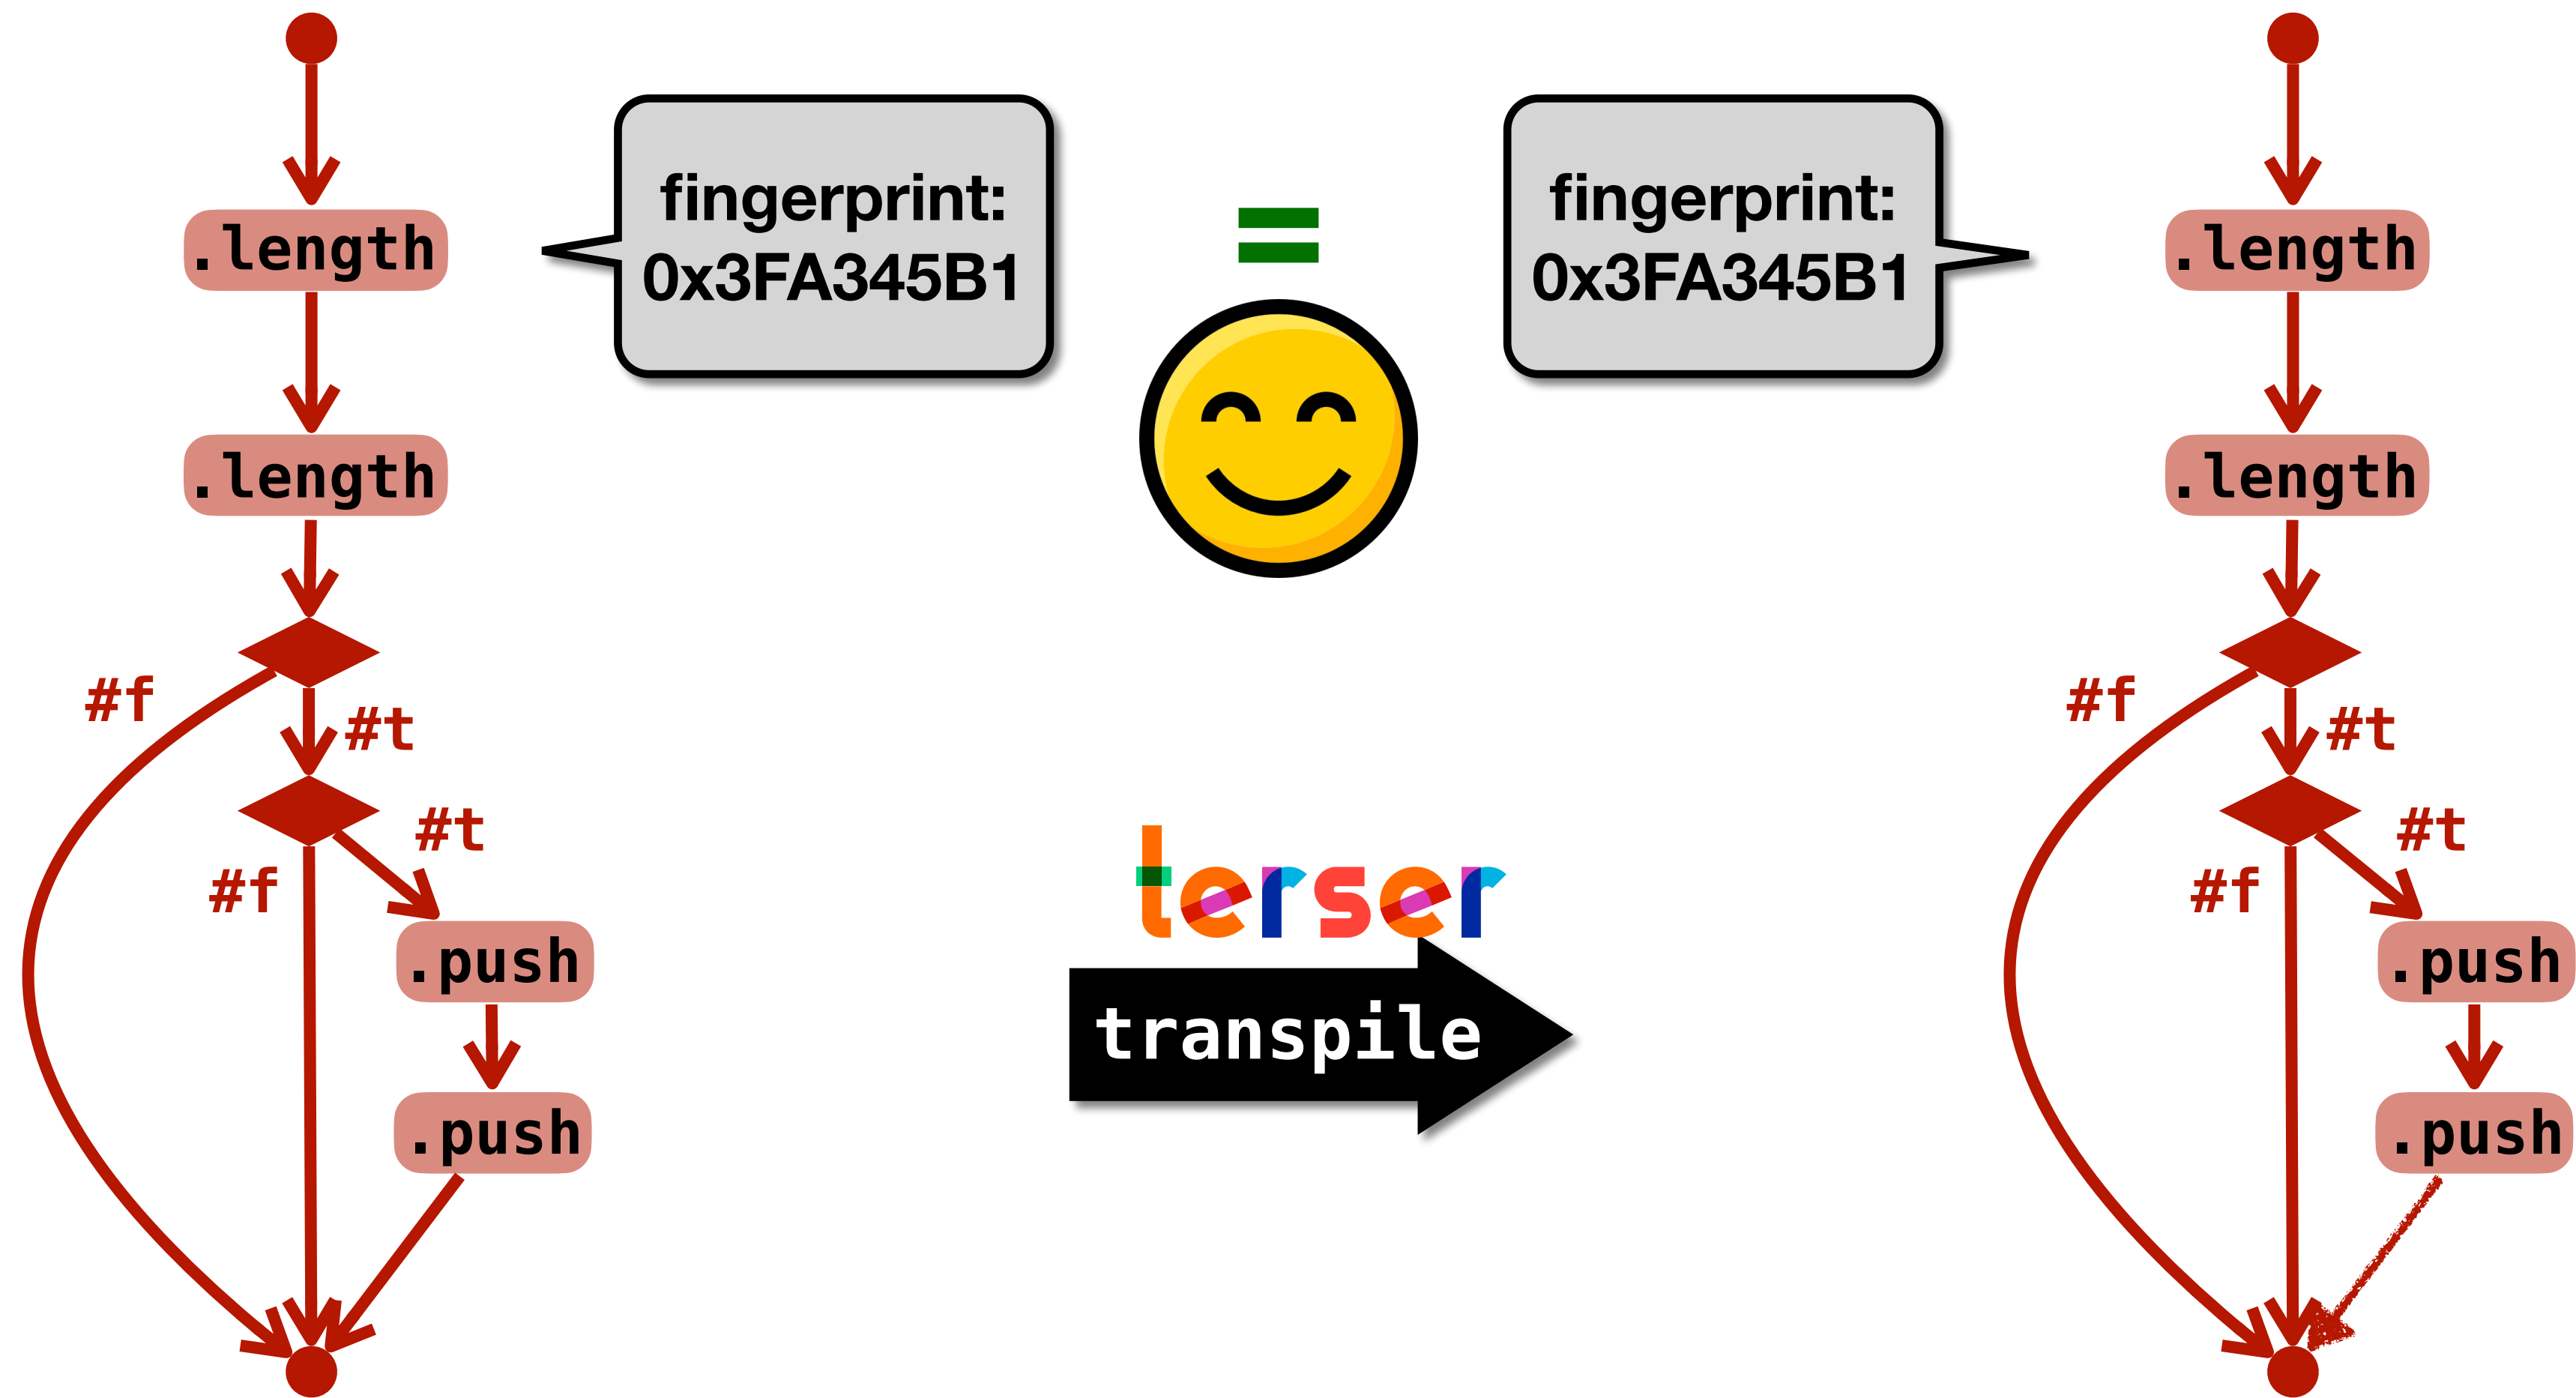 .length
.length
#f
#t
#t
#f
.push
.push
fingerprint:
0x3FA345B1
=
fingerprint:
0x3FA345B1
terser
transpile
.length
.length
#f
#t
#t
#f
.push
.push